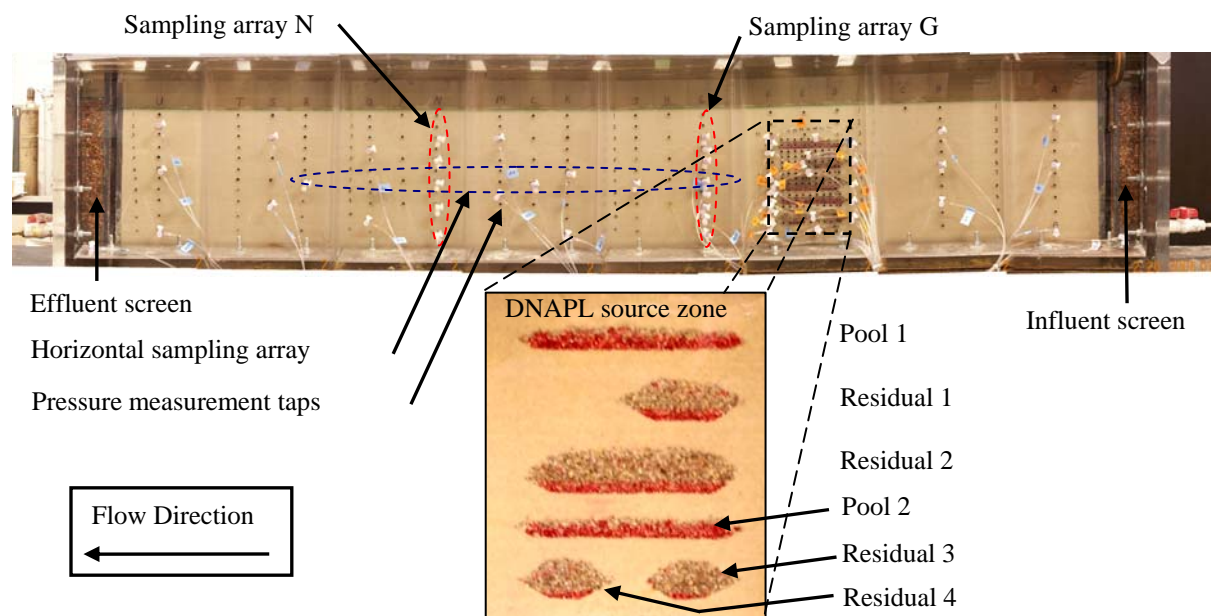 Sampling array N
Sampling array G
Effluent screen
Horizontal sampling array
Pressure measurement taps
Influent screen
DNAPL source zone
Pool 1
Residual 1
Residual 2
Pool 2
Residual 3
Residual 4
Flow Direction